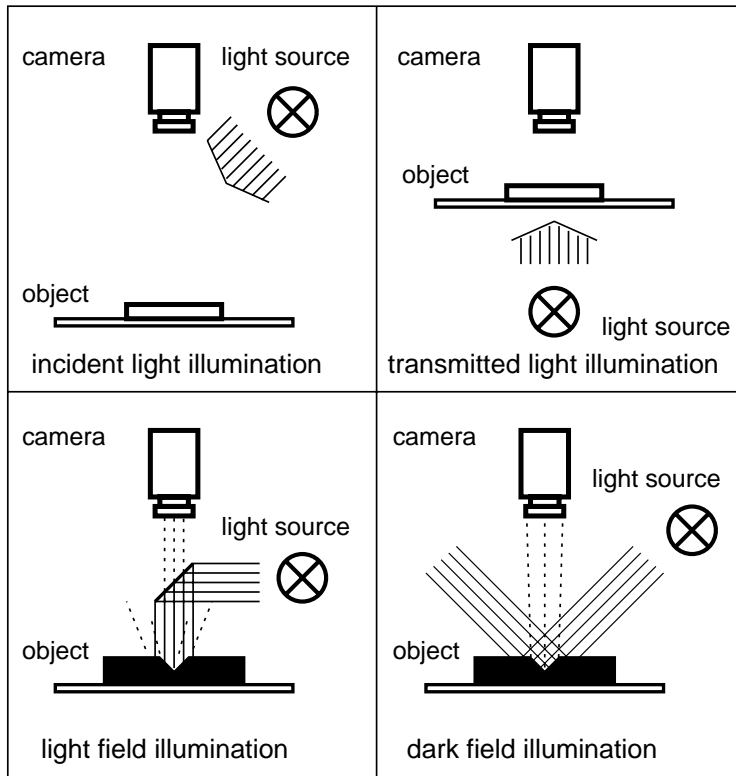 camera
light source
object
incident light illumination
camera
object
light source
transmitted light illumination
camera
light source
object
light field illumination
camera
light source
object
dark field illumination